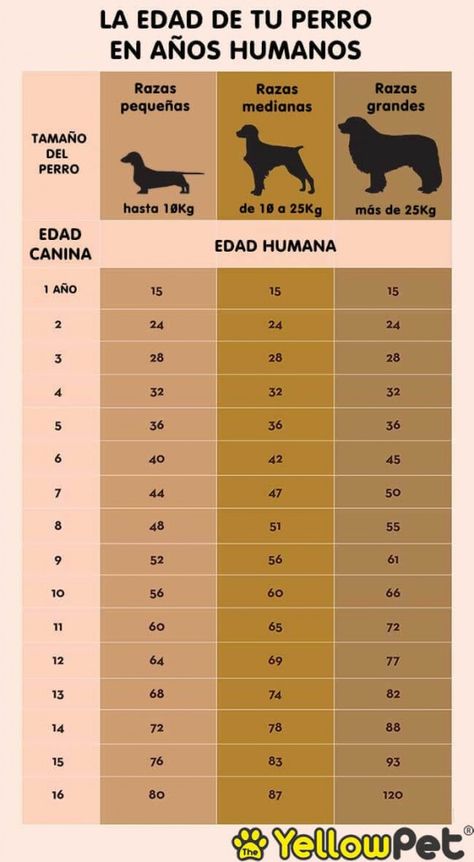 LA EDAD DE TU PERRO
EN AÑOS HUMANOS
TAMAÑO
DEL
PERRO
Razas
pequeñas
hasta 10Kg
Razas
medianas
de 10 a 25Kg
Razas
grandes
más de 25Kg
EDAD
CANINA
EDAD HUMANA
1 AÑO 15 15 15
2 24 24 24
3 28 28 28
4 32 32 32
5 36 36 36
6 40 42 45
7 44 47 50
8 48 51 55
9 52 56 61
10 56 60 66
11 60 65 72
12 64 69 77
13 68 74 82
14 72 78 88
15 76 83 93
16 80 87 120
The YellowPet®